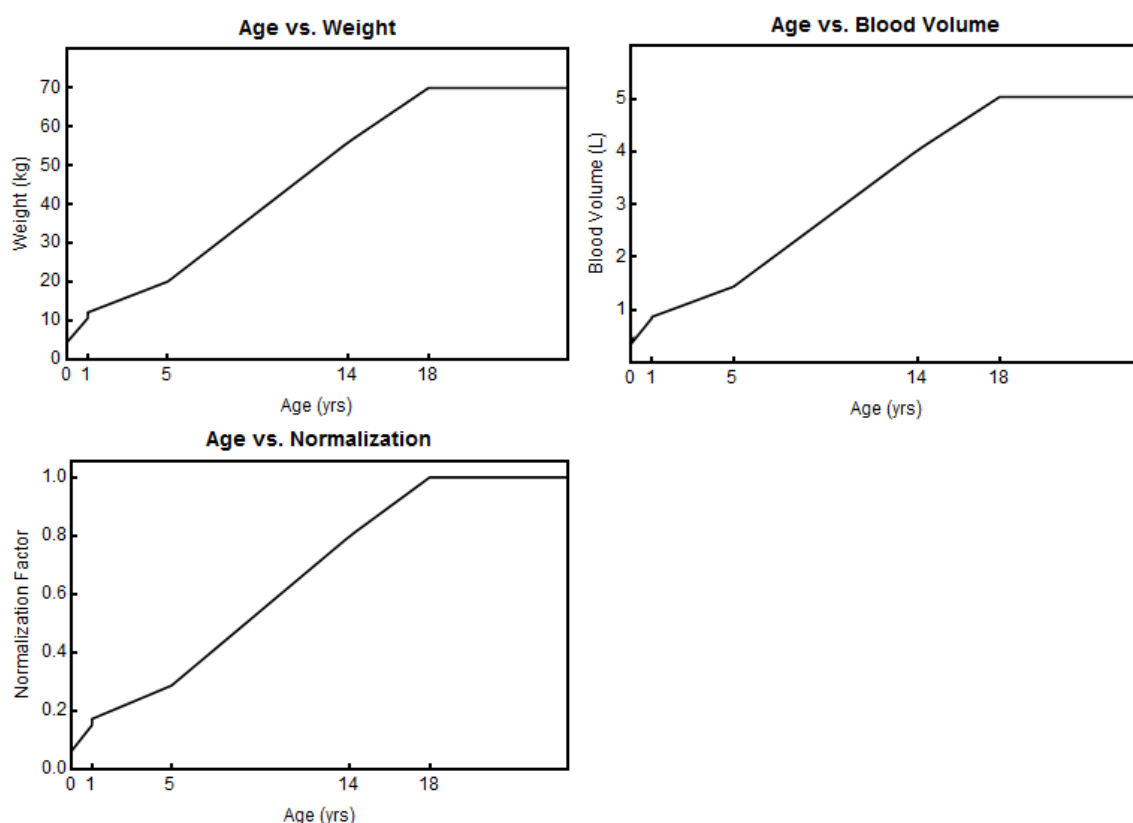 Age vs. Weight
70
60
50
40
30
20
10
0
Weight (kg)
0 1 5 14 18
Age (yrs)
Age vs. Blood Volume
5
4
3
2
1
Blood Volume (L)
0 1 5 14 18
Age (yrs)
Age vs. Normalization
1.0
0.8
0.6
0.4
0.2
0.0
Normalization Factor
0 1 5 14 18
Age (yrs)